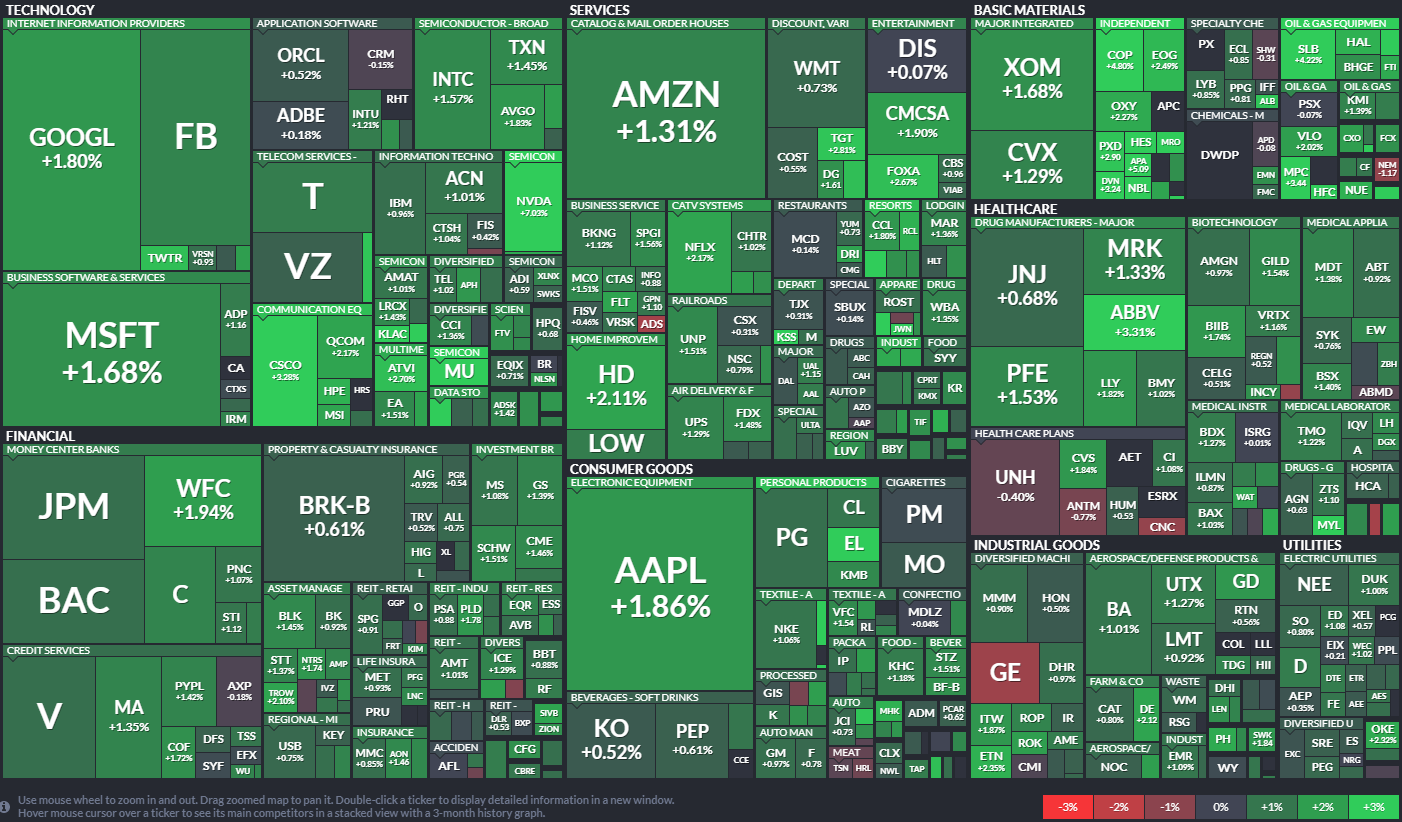 TECHNOLOGY
INTERNET INFORMATION PROVIDERS
GOOGL
+1.80%
FB
TWTR
VRSN
+0.93
BUSINESS SOFTWARE & SERVICES
MSFT
+1.68%
ADP
+1.16
CA
CTXS
IRM
APPLICATION SOFTWARE
ORCL
+0.52%
CRM
-0.15%
ADBE
+0.18%
INTU
+1.21%
RHT
SEMICONDUCTOR - BROAD
INTC
+1.57%
TXN
+1.45%
AVGO
+1.83%
TELECOM SERVICES -
T
VZ
INFORMATION TECHNO
IBM
+0.96%
ACN
+1.01%
CTSH
+1.04%
FIS
+0.42%
SEMICON
NVDA
+7.03%
COMMUNICATION EQ
CSCO
+3.28%
QCOM
+2.17%
HPE
HRS
MSI
SEMICON
AMAT
+1.01%
LRCX
+1.43%
KLAC
DIVERSIFIED
TEL
+1.02
APH
SEMICON
ADI
+0.59
XLNX
SWKS
DIVERSIFIE
CCI
+1.36%
SCIEN
FTV
HPQ
+0.68
MULTIME
ATVI
+2.70%
EA
+1.51%
SEMICON
MU
EQIX
+0.71%
BR
NLSN
DATA STO
ADSK
+1.42
SERVICES
CATALOG & MAIL ORDER HOUSES
AMZN
+1.31%
DISCOUNT, VARI
WMT
+0.73%
COST
+0.55%
TGT
+2.81%
DG
+1.61
ENTERTAINMENT
DIS
+0.07%
CMCSA
+1.90%
FOXA
+2.67%
CBS
+0.96
VIAB
BUSINESS SERVICE
BKNG
+1.12%
SPGI
+1.56%
MCO
+1.51%
CTAS
INFO
+0.88
FLT
GPN
+1.10
FISV
+0.46%
VRSK
ADS
CATV SYSTEMS
NFLX
+2.17%
CHTR
+1.02%
RESTAURANTS
MCD
+0.14%
YUM
+0.73
DRI
CMG
RESORTS
CCL
+1.80%
RCL
LODGIN
MAR
+1.36%
HLT
HOME IMPROVEM
HD
+2.11%
LOW
RAILROADS
UNP
+1.51%
CSX
+0.31%
NSC
+0.79%
AIR DELIVERY & F
UPS
+1.29%
FDX
+1.48%
DEPART
TJX
+0.31%
KSS
M
SPECIAL
SBUX
+0.14%
APPARE
ROST
JWN
DRUG
WBA
+1.35%
MAJOR
DAL
UAL
+1.15
AAL
DRUGS
ABC
CAH
INDUST
FOOD
SYY
SPECIAL
ULTA
AUTO P
AZO
AAP
CPRT
KMX
KR
REGION
LUV
BBY
TIF
BASIC MATERIALS
MAJOR INTEGRATED
XOM
+1.68%
CVX
+1.29%
INDEPENDENT
COP
+4.80%
EOG
+2.49%
OXY
+2.27%
APC
PXD
+2.90
HES
MRO
APA
+5.09
DVN
+3.24
NBL
SPECIALTY CHE
PX
ECL
+0.85
SHW
-0.31
LYB
+0.85%
PPG
+0.81
IFF
ALB
CHEMICALS - M
DWDP
APD
-0.08
EMN
FMC
OIL & GAS EQUIPMEN
SLB
+4.22%
HAL
BHGE
FTI
OIL & GA
PSX
-0.07%
VLO
+2.02%
MPC
+3.44
HFC
OIL & GAS
KMI
+1.39%
CXO
FCX
CF
NEM
-1.17
NUE
HEALTHCARE
DRUG MANUFACTURERS - MAJOR
JNJ
+0.68%
MRK
+1.33%
ABBV
+3.31%
PFE
+1.53%
LLY
+1.82%
BMY
+1.02%
BIOTECHNOLOGY
AMGN
+0.97%
GILD
+1.54%
BIIB
+1.74%
VRTX
+1.16%
CELG
+0.51%
REGN
+0.52
INCY
MEDICAL APPLIA
MDT
+1.38%
ABT
+0.92%
SYK
+0.76%
EW
BSX
+1.40%
ZBH
ABMD
HEALTH CARE PLANS
UNH
-0.40%
CVS
+1.84%
AET
CI
+1.08%
ANTM
-0.77%
HUM
+0.53
ESRX
CNC
MEDICAL INSTR
BDX
+1.27%
ISRG
+0.01%
ILMN
+0.87%
BAX
+1.03%
WAT
MEDICAL LABORATOR
TMO
+1.22%
IQV
LH
A
DGX
DRUGS - G
AGN
+0.63
ZTS
+1.10
MYL
HOSPITA
HCA
FINANCIAL
MONEY CENTER BANKS
JPM
WFC
+1.94%
BAC
C
PNC
+1.07%
STI
+1.12
PROPERTY & CASUALTY INSURANCE
BRK-B
+0.61%
AIG
+0.92%
PGR
+0.54
TRV
+0.52%
ALL
+0.75
HIG
XL
L
INVESTMENT BR
MS
+1.08%
GS
+1.39%
SCHW
+1.51%
CME
+1.46%
CREDIT SERVICES
V
MA
+1.35%
PYPL
+1.42%
AXP
-0.18%
COF
+1.72%
DFS
TSS
SYF
EFX
WU
ASSET MANAGE
BLK
+1.45%
BK
+0.92%
STT
+1.37%
NTRS
+1.74
AMP
TROW
+2.10%
IVZ
REGIONAL - MI
USB
+0.75%
KEY
REIT - RETAI
SPG
+0.91
GGP
O
FRT
KIM
LIFE INSURA
MET
+0.93%
PFG
LNC
PRU
INSURANCE
MMC
+0.85%
AON
+1.46
REIT - INDU
PSA
+0.88
PLD
+1.78
REIT - RES
EQR
ESS
AVB
REIT -
AMT
+1.01%
DIVERS
ICE
+1.29%
BBT
+0.88%
RF
REIT - H
REIT -
DLR
+0.53
BXP
SIVB
ZION
ACCIDEN
AFL
CFG
CBRE
CONSUMER GOODS
ELECTRONIC EQUIPMENT
AAPL
+1.86%
BEVERAGES - SOFT DRINKS
KO
+0.52%
PEP
+0.61%
CCE
PERSONAL PRODUCTS
PG
CL
EL
KMB
CIGARETTES
PM
MO
TEXTILE - A
NKE
+1.06%
TEXTILE - A
VFC
+1.54
RL
CONFECTIO
MDLZ
+0.04%
PACKA
IP
FOOD -
KHC
+1.18%
BEVER
STZ
+1.51%
BF-B
PROCESSED
GIS
K
AUTO
JCI
+0.73
MHK
ADM
PCAR
+0.62
AUTO MAN
GM
+0.97%
F
+0.78
MEAT
TSN
HRL
CLX
NWL
TAP
INDUSTRIAL GOODS
DIVERSIFIED MACHI
MMM
+0.90%
HON
+0.50%
GE
DHR
+0.97%
ITW
+1.87%
ROP
IR
ETN
+2.35%
ROK
AME
CMI
AEROSPACE/DEFENSE PRODUCTS &
BA
+1.01%
UTX
+1.27%
GD
LMT
+0.92%
RTN
+0.56%
COL
LLL
TDG
HII
FARM & CO
CAT
+0.80%
DE
+2.12
WASTE
WM
RSG
DHI
LEN
AEROSPACE/
NOC
INDUST
EMR
+1.09%
PH
SWK
+1.84
WY
UTILITIES
ELECTRIC UTILITIES
NEE
DUK
+1.00%
SO
+0.80%
ED
+1.08
XEL
+0.57
PCG
D
EIX
+0.21
WEC
+1.02
PPL
DTE
ETR
AEP
+0.35%
FE
AEE
AES
DIVERSIFIED U
EXC
SRE
ES
OKE
+2.32%
PEG
NRG
Use mouse wheel to zoom in and out. Drag zoomed map to pan it. Double-click a ticker to display detailed information in a new window.
Hover mouse cursor over a ticker to see its main competitors in a stacked view with a 3-month history graph.
-3%
-2%
-1%
0%
+1%
+2%
+3%